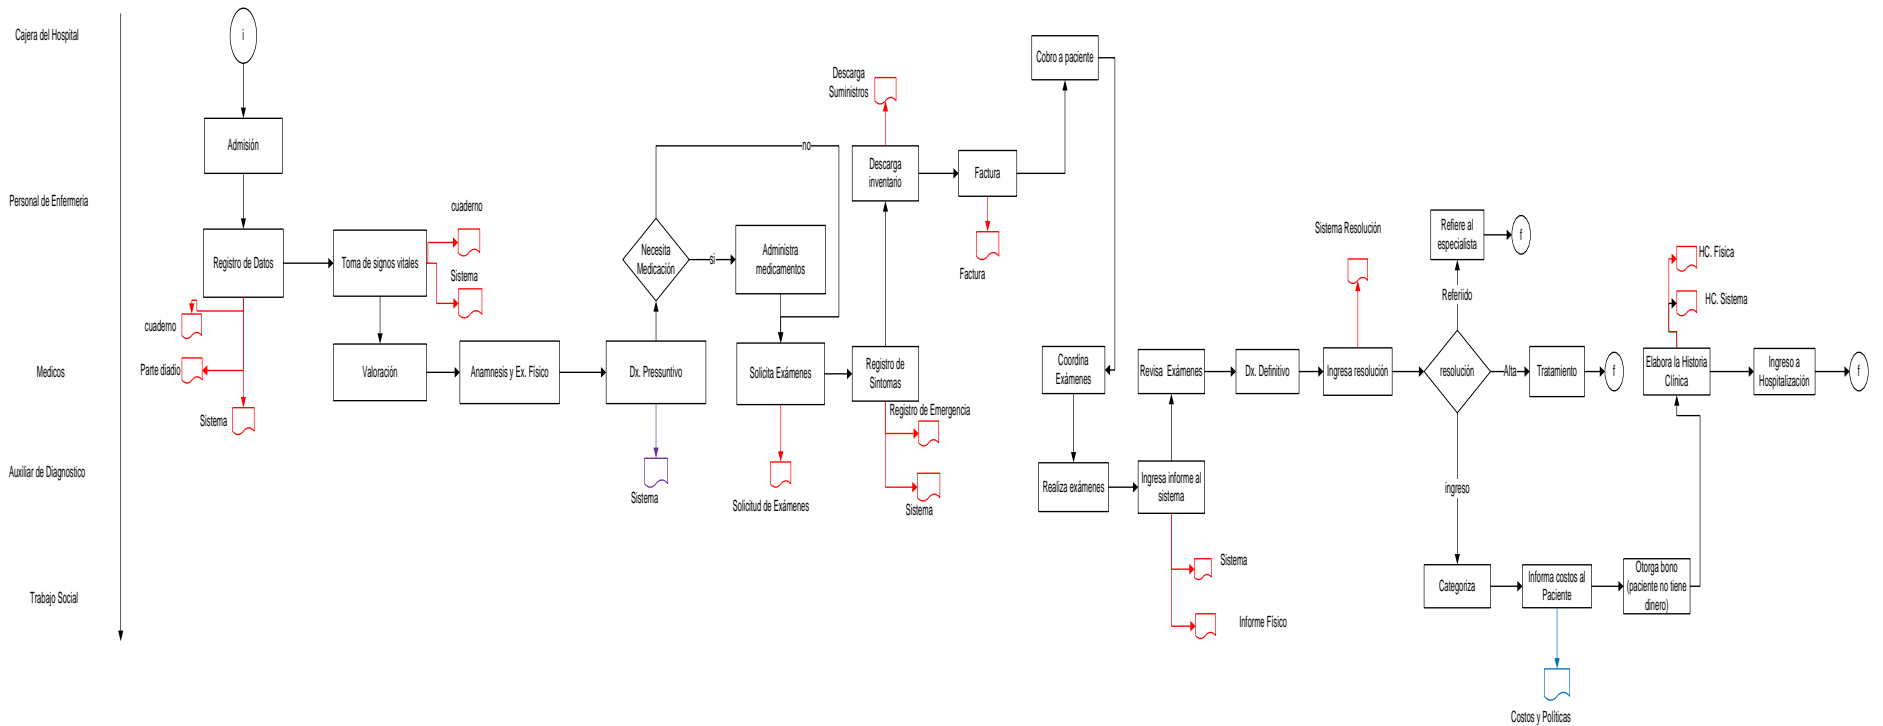 Cajera del Hospital
i
Admisión
Personal de Enfermeria
Registro de Datos
cuaderno
Parte diadio
Sistema
Toma de signos vitales
cuaderno
Sistema
Medicos
Valoración
Anamnesis y Ex. Físico
Dx. Pressuntivo
Sistema
Necesita
Medicación
no
si
Administra
medicamentos
Solicita Exámenes
Solicitud de Exámenes
Registro de
Sintomas
Registro de Emergencia
Sistema
Descarga
inventario
Descarga
Suministros
Factura
Factura
Cobro a paciente
Coordina
Exámenes
Auxiliar de Diagnostico
Realiza exámenes
Ingresa informe al
sistema
Sistema
Informe Físico
Revisa Exámenes
Dx. Definitivo
Ingresa resolución
Sistema Resolución
resolución
Referiido
Refiere al
especialista
f
Alta
Tratamiento
f
ingreso
Trabajo Social
Categoriza
Informa costos al
Paciente
Costos y Políticas
Otorga bono
(paciente no tiene
dinero)
Elabora la Historia
Clínica
HC. Física
HC. Sistema
Ingreso a
Hospitalización
f